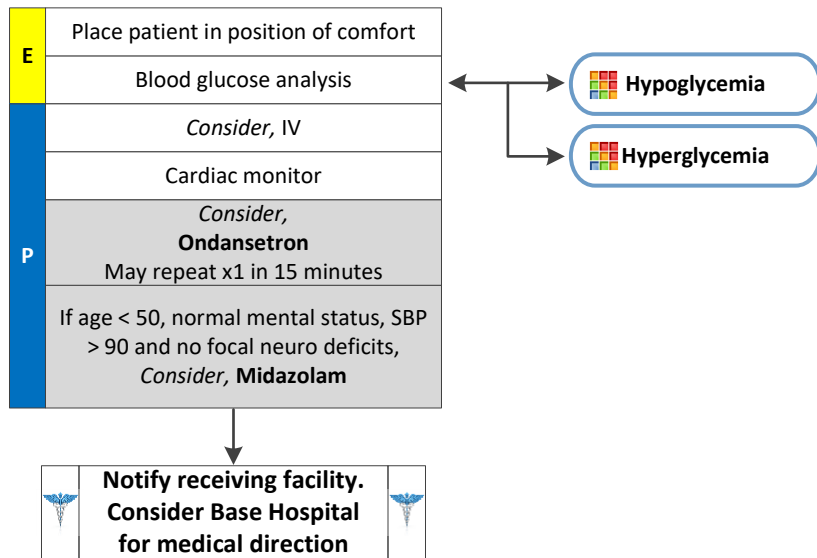 E
Place patient in position of comfort
Blood glucose analysis
Hypoglycemia
Hyperglycemia
P
Consider, IV
Cardiac monitor
Consider,
Ondansetron
May repeat x1 in 15 minutes
If age < 50, normal mental status, SBP
> 90 and no focal neuro deficits,
Consider, Midazolam
Notify receiving facility.
Consider Base Hospital
for medical direction